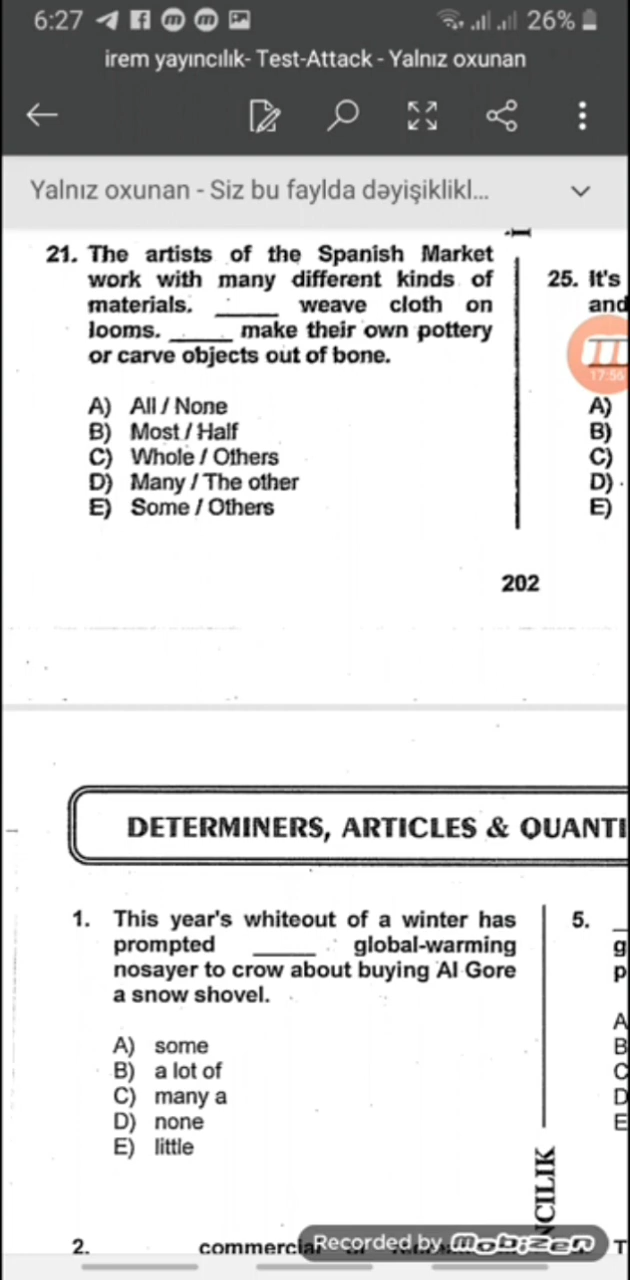 6:27
26%
irem yayıncılık- Test-Attack - Yalnız oxunan
Yalnız oxunan - Siz bu faylda dəyişiklikl...
21. The artists of the Spanish Market
work with many different kinds of
materials. _____ weave cloth on
looms. _____ make their own pottery
or carve objects out of bone.
A) All / None
B) Most / Half
C) Whole / Others
D) Many / The other
E) Some / Others
25. It's
and
17:56
A)
B)
C)
D)
E)
202
DETERMINERS, ARTICLES & QUANTI
1. This year's whiteout of a winter has
prompted _____ global-warming
nosayer to crow about buying Al Gore
a snow shovel.
A) some
B) a lot of
C) many a
D) none
E) little
5.
g
p
A
B
C
D
E
NCILIK
2. commercia
T
Recorded by mobizen